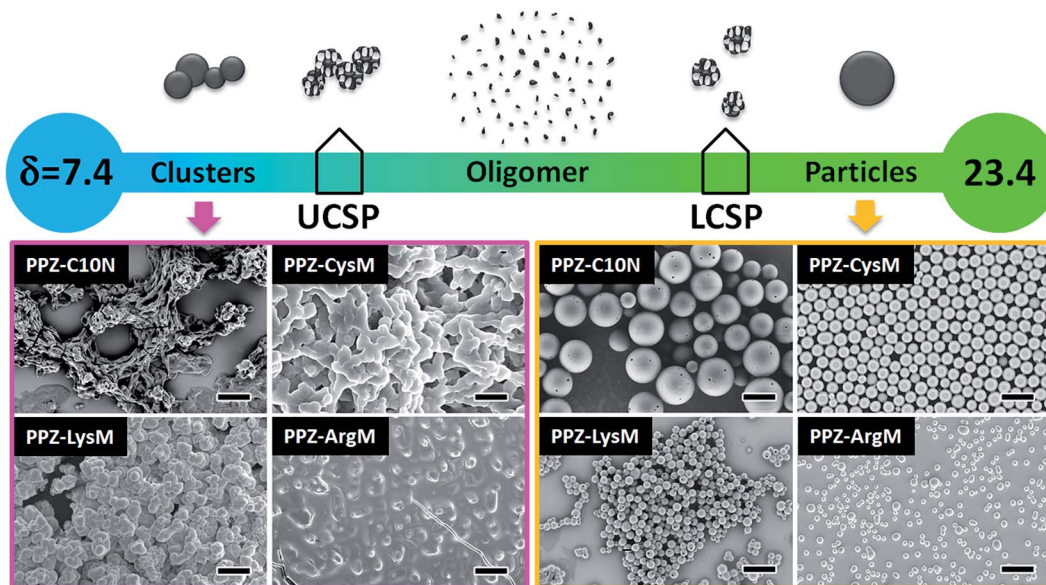 δ=7.4 Clusters Oligomer Particles 23.4
UCSP LCSP
PPZ-C10N PPZ-CysM PPZ-C10N PPZ-CysM
PPZ-LysM PPZ-ArgM PPZ-LysM PPZ-ArgM